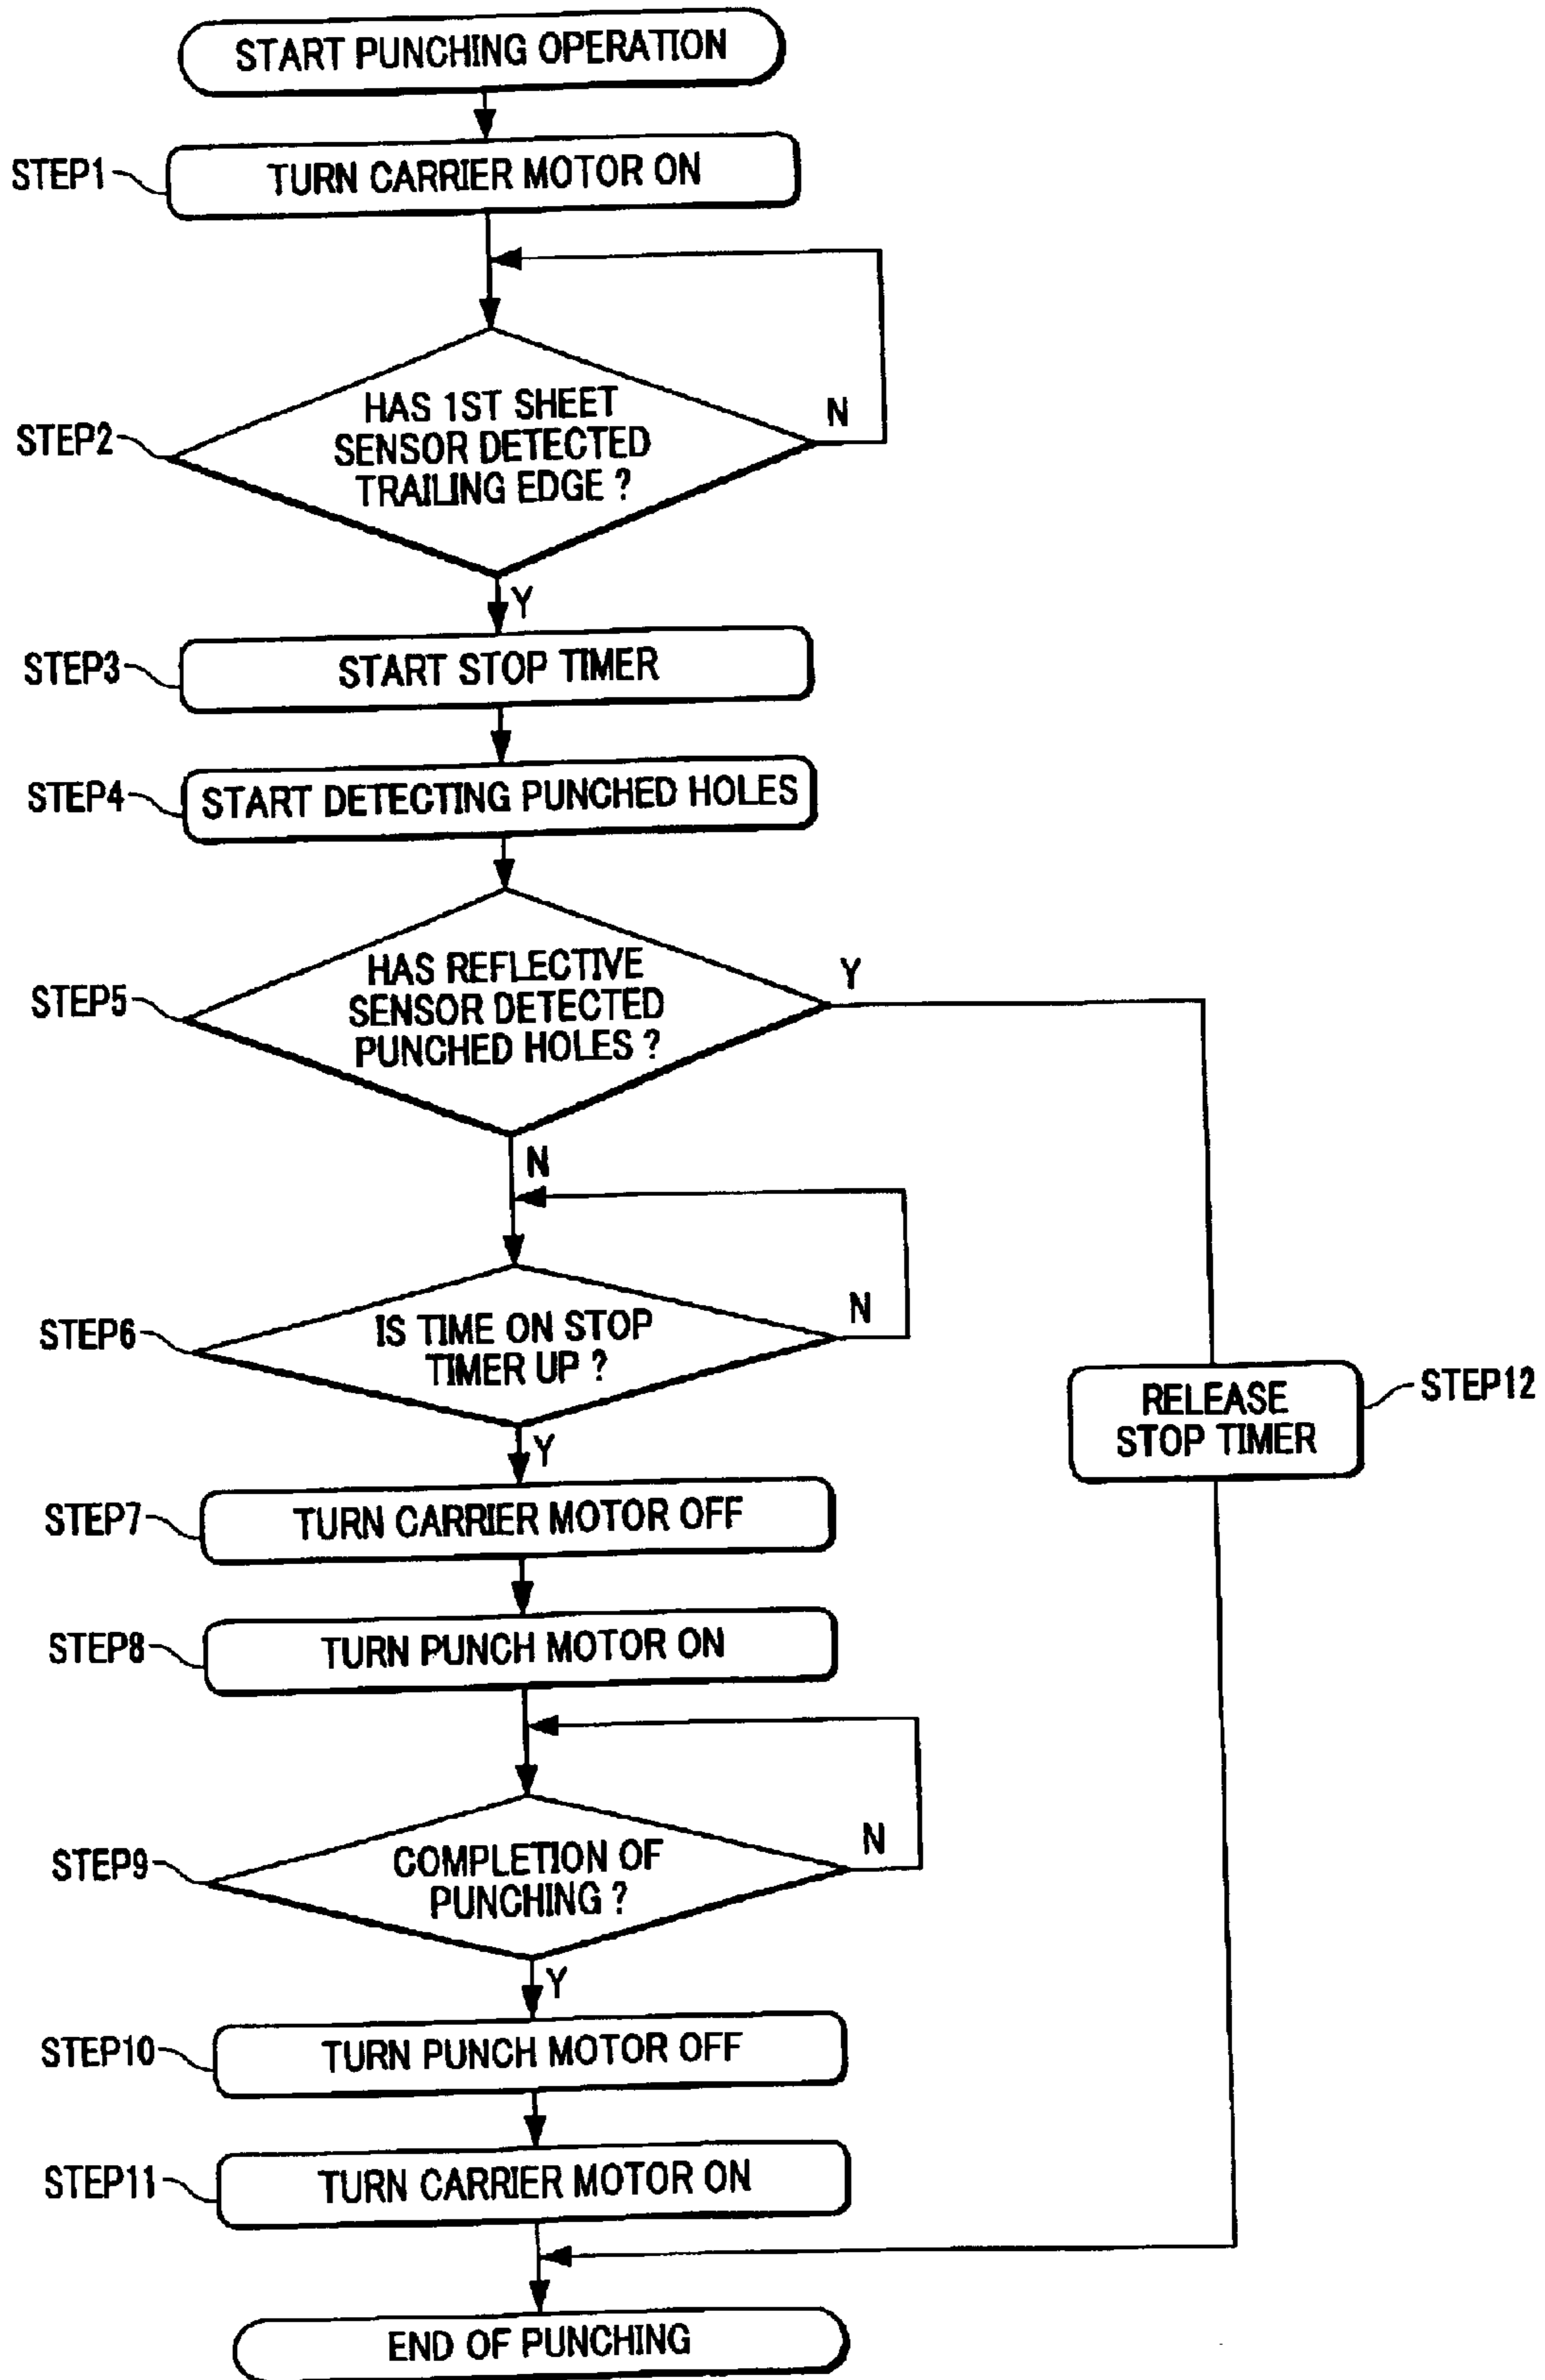 START PUNCHING OPERATION
STEP1
TURN CARRIER MOTOR ON
STEP2
HAS 1ST SHEET
SENSOR DETECTED
TRAILING EDGE ?
N
Y
STEP3
START STOP TIMER
STEP4
START DETECTING PUNCHED HOLES
STEP5
HAS REFLECTIVE
SENSOR DETECTED
PUNCHED HOLES ?
Y
N
STEP6
IS TIME ON STOP
TIMER UP ?
N
Y
STEP12
RELEASE
STOP TIMER
STEP7
TURN CARRIER MOTOR OFF
STEP8
TURN PUNCH MOTOR ON
STEP9
COMPLETION OF
PUNCHING ?
N
Y
STEP10
TURN PUNCH MOTOR OFF
STEP11
TURN CARRIER MOTOR ON
END OF PUNCHING